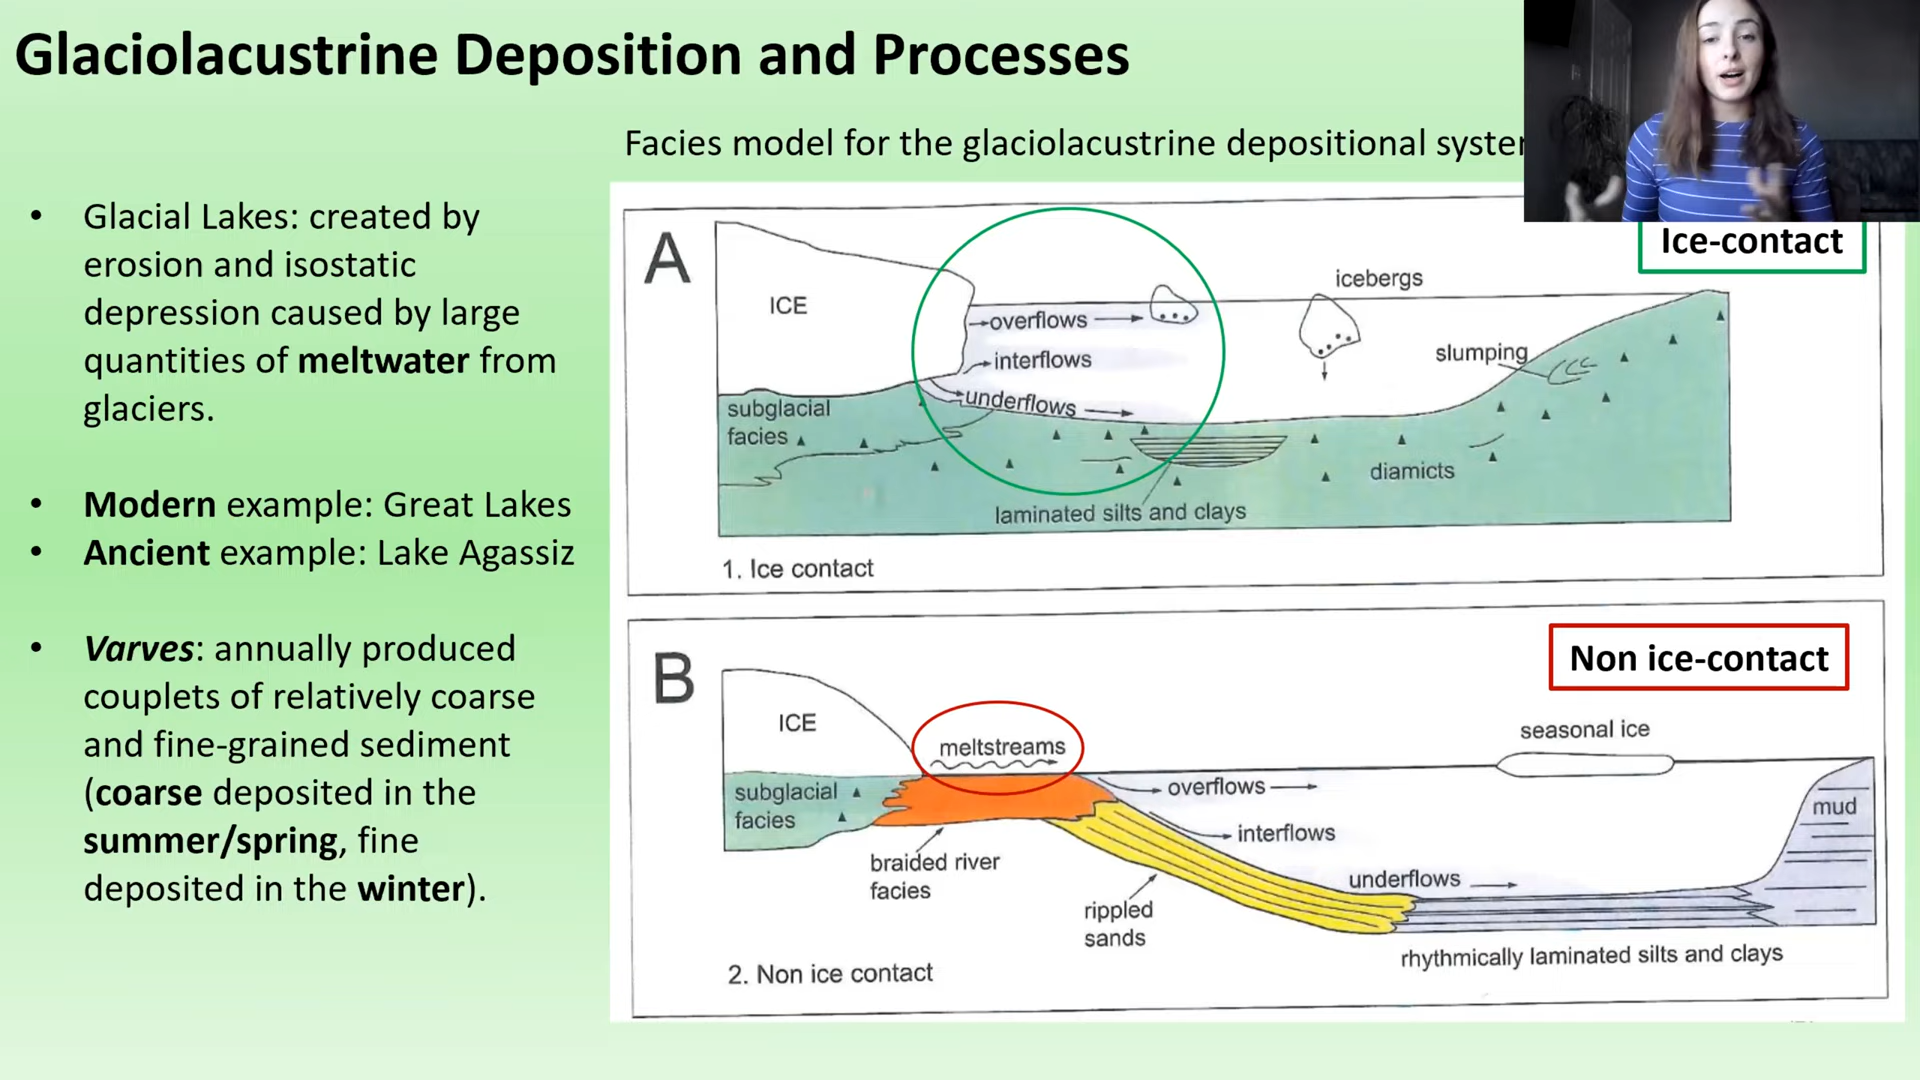 Glaciolacustrine Deposition and Processes
Facies model for the glaciolacustrine depositional
• Glacial Lakes: created by
erosion and isostatic
depression caused by large
quantities of meltwater from
glaciers.
• Modern example: Great Lakes
• Ancient example: Lake Agassiz
• Varves: annually produced
couplets of relatively coarse
and fine-grained sediment
(coarse deposited in the
summer/spring, fine
deposited in the winter).
A
Ice-contact
ICE
icebergs
overflows
interflows
underflows
slumping
subglacial
facies
diamicts
laminated silts and clays
1. Ice contact
B
Non ice-contact
ICE
meltstreams
seasonal ice
overflows
subglacial
facies
mud
interflows
braided river
facies
underflows
rippled
sands
rhythmically laminated silts and clays
2. Non ice contact